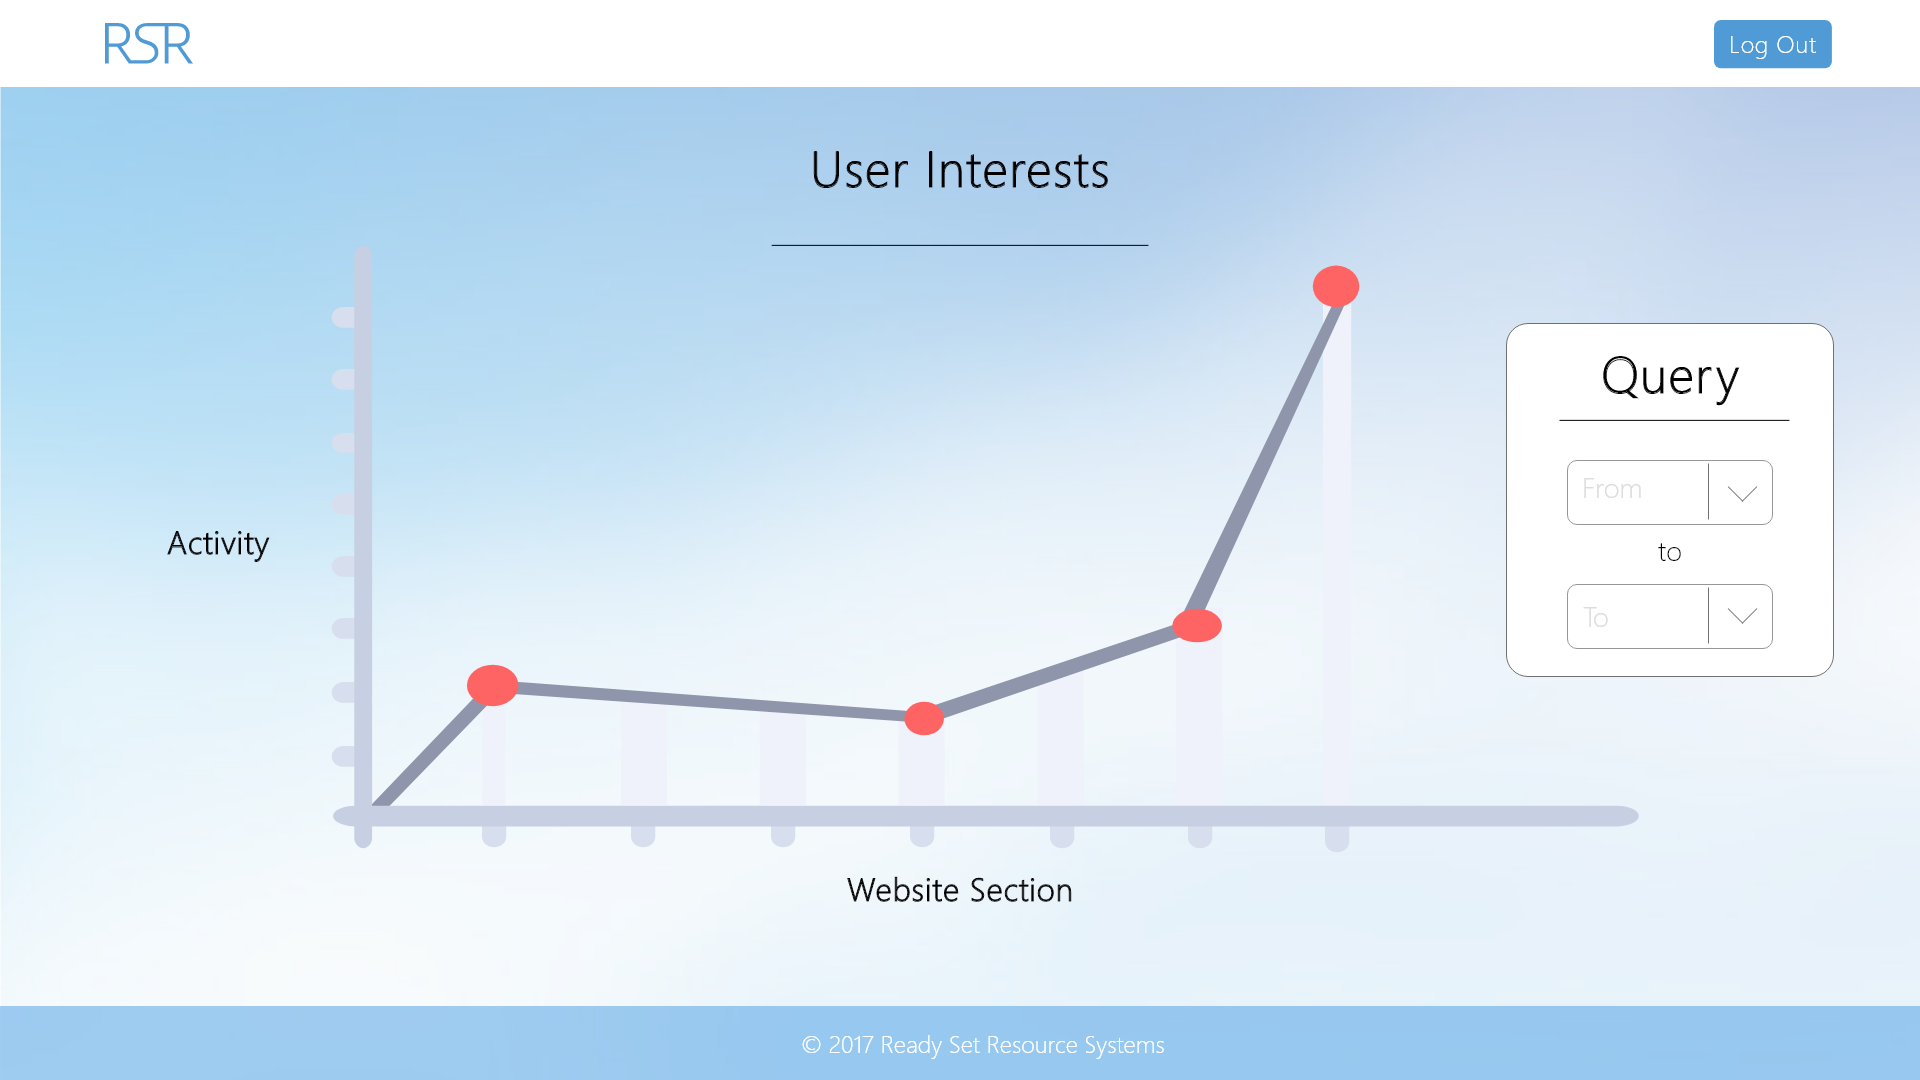 RSR
Log Out
User Interests
Query
From
to
To
Activity
Website Section
© 2017 Ready Set Resource Systems